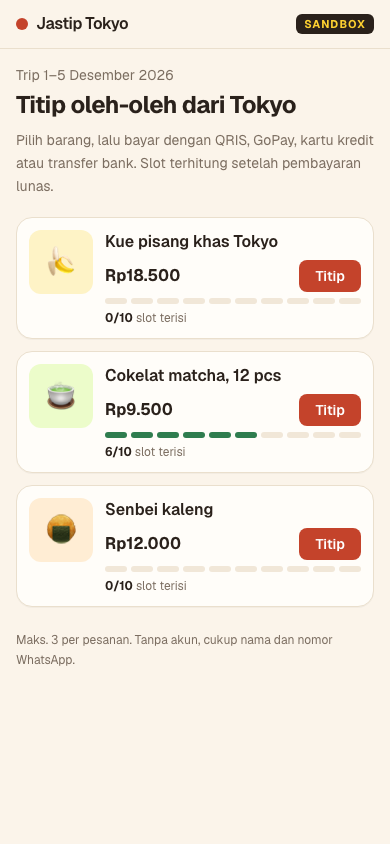 Jastip Tokyo
SANDBOX
Trip 1–5 Desember 2026
Titip oleh-oleh dari Tokyo
Pilih barang, lalu bayar dengan QRIS, GoPay, kartu kredit
atau transfer bank. Slot terhitung setelah pembayaran
lunas.
Kue pisang khas Tokyo
Rp18.500
Titip
0/10 slot terisi
Cokelat matcha, 12 pcs
Rp9.500
Titip
6/10 slot terisi
Senbei kaleng
Rp12.000
Titip
0/10 slot terisi
Maks. 3 per pesanan. Tanpa akun, cukup nama dan nomor
WhatsApp.